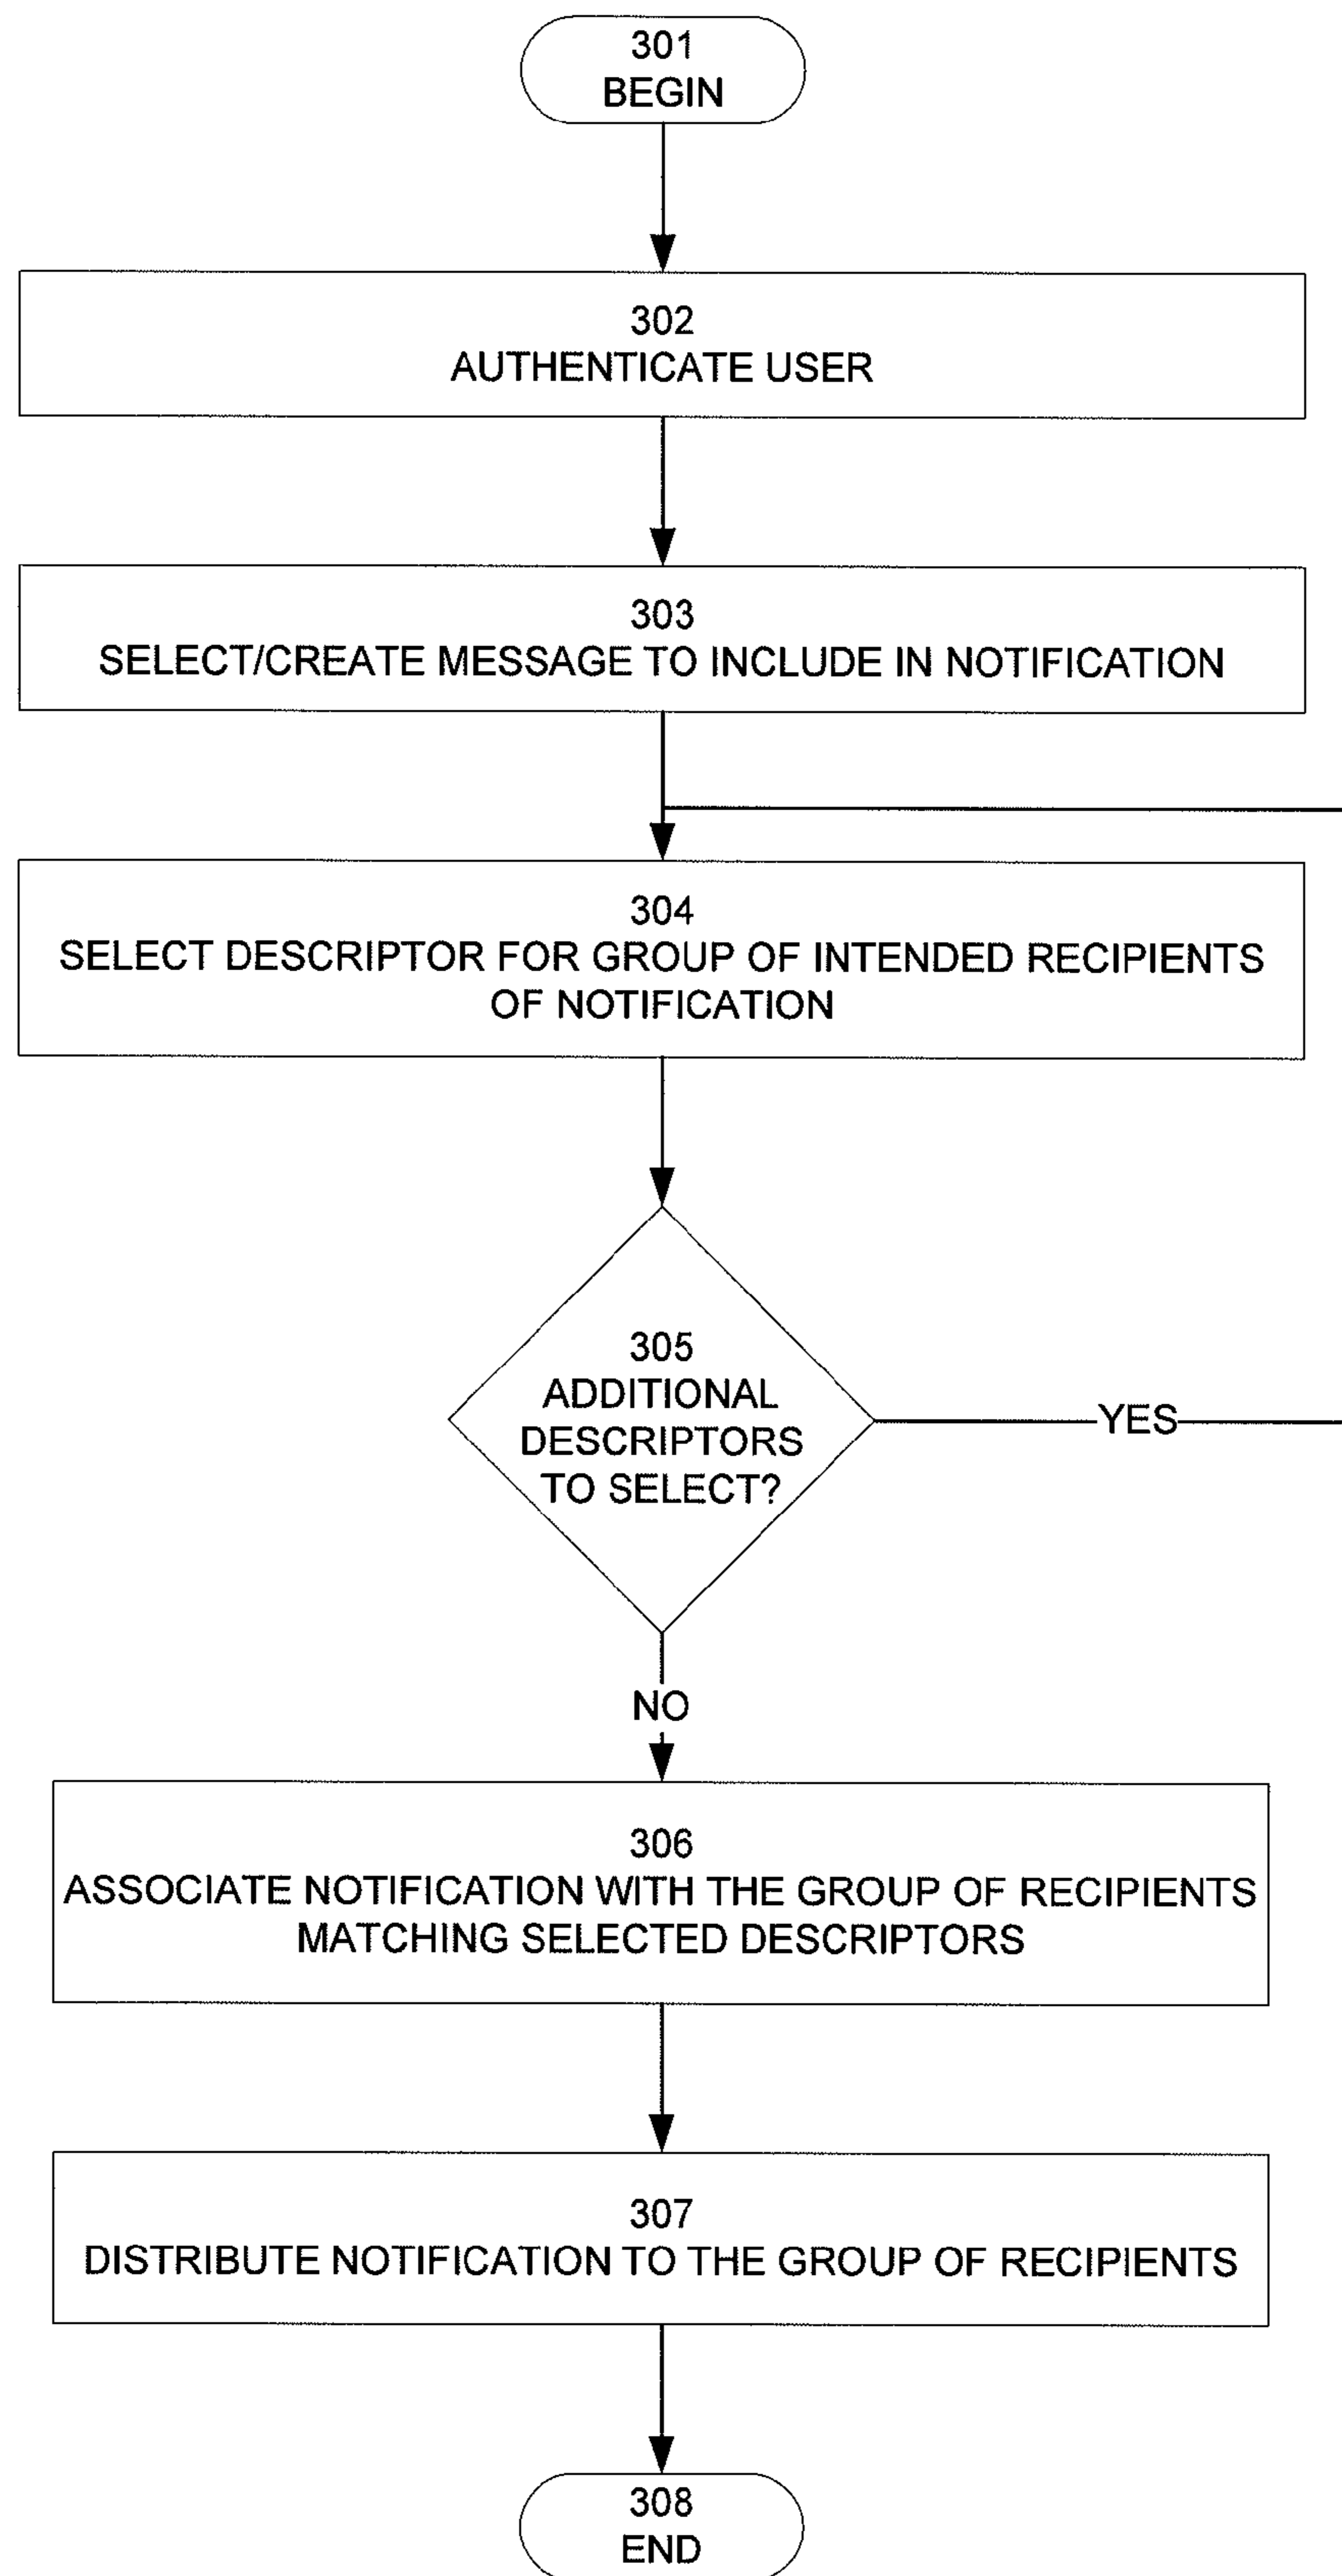 301
BEGIN
302
AUTHENTICATE USER
303
SELECT/CREATE MESSAGE TO INCLUDE IN NOTIFICATION
304
SELECT DESCRIPTOR FOR GROUP OF INTENDED RECIPIENTS
OF NOTIFICATION
305
ADDITIONAL
DESCRIPTORS
TO SELECT?
YES
NO
306
ASSOCIATE NOTIFICATION WITH THE GROUP OF RECIPIENTS
MATCHING SELECTED DESCRIPTORS
307
DISTRIBUTE NOTIFICATION TO THE GROUP OF RECIPIENTS
308
END